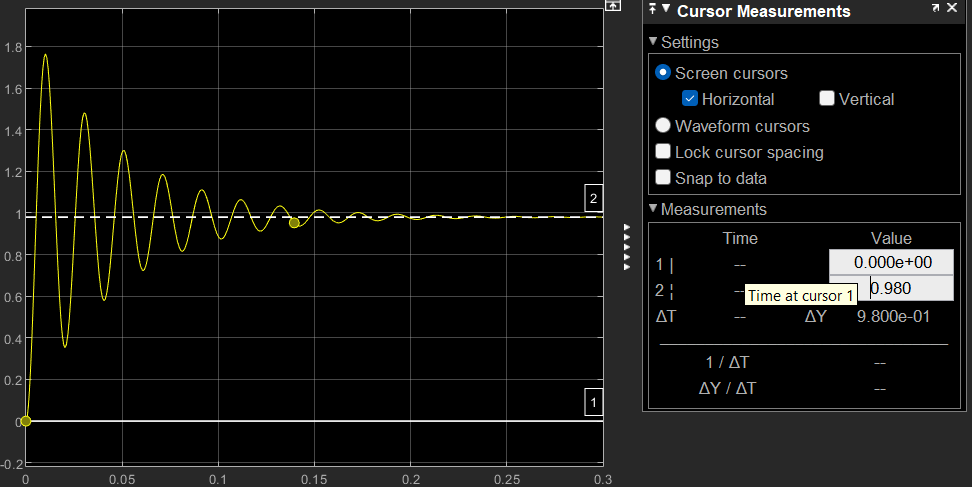 Cursor Measurements
Settings
Screen cursors
Horizontal Vertical
Waveform cursors
Lock cursor spacing
Snap to data
Measurements
Time Value
1 | -- 0.000e+00
2 ¦ -- 0.980
Time at cursor 1
ΔT -- ΔY 9.800e-01
1 / ΔT --
ΔY / ΔT --
1.8
1.6
1.4
1.2
1
0.8
0.6
0.4
0.2
0
-0.2
2
1
0 0.05 0.1 0.15 0.2 0.25 0.3